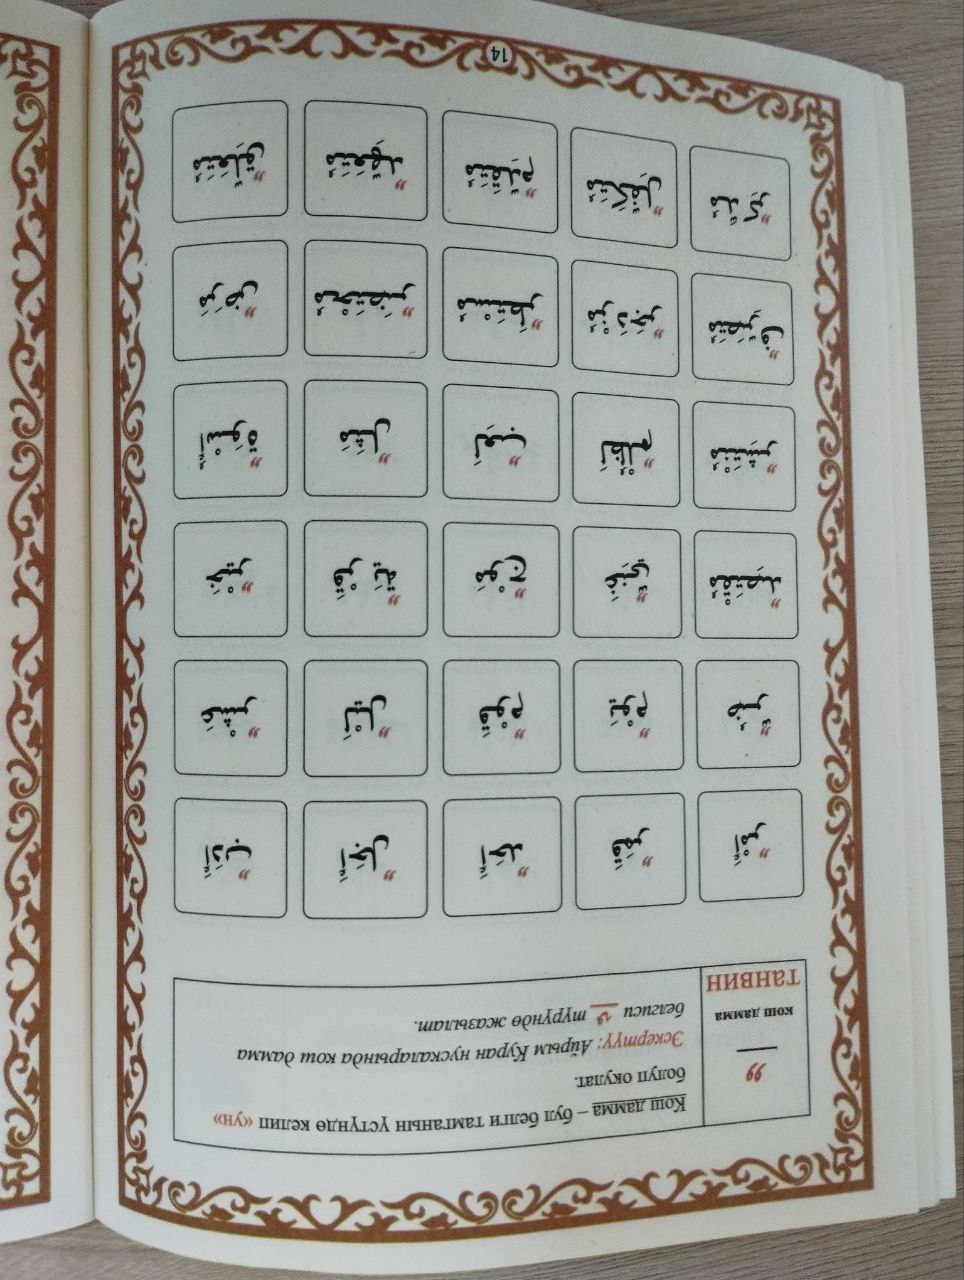 ٌ
кош дамма
ТАНВИН
Кош дамма – бул белги тамганын үстүндө келип «ун»
болуп окулат.
Эскертүү: Айрым Куран нускаларында кош дамма
белгиси ـٌ түрүндө жазылат.
أَدَبٌ أَجَلٌ أَحَدٌ قَمَرٌ أَمْرٌ
عَشْرٌ لَيْلٌ قَوْمٌ يَوْمٌ ضُرٌّ
خَيْرٌ قَرْيَةٌ مَوْجٌ غَنِيٌّ مُقْتَصِدٌ
أُسْوَةٌ مَثَلٌ لَعِبٌ لَظُلْمٌ مُنْتَشِرٌ
مَرَضٌ مُحْتَضَرٌ مُسْتَطَرٌ مُزْدَجَرٌ مُتَصَرِّفٌ
مُتَعَلِّقٌ مُتَعَهِّدٌ مُتَقَدِّمٌ مُتَكَفِّلٌ مُدَّكِرٌ
14